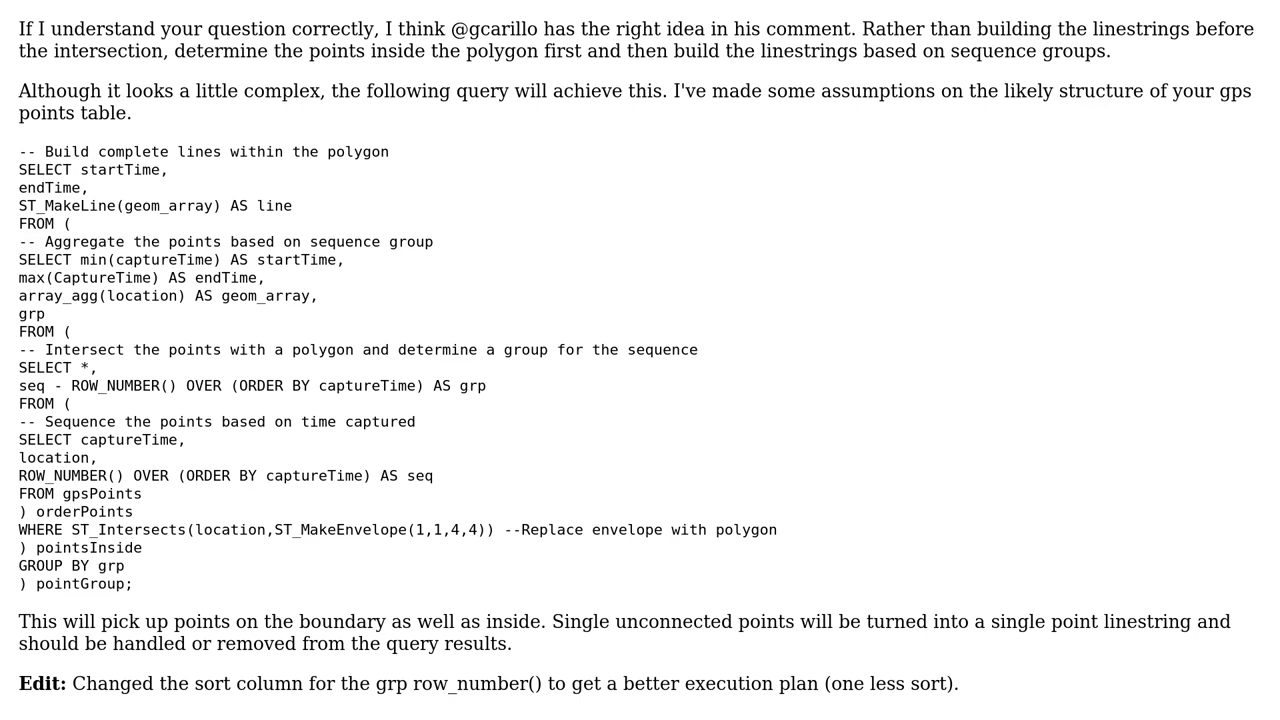 If I understand your question correctly, I think @gcarillo has the right idea in his comment. Rather than building the linestrings before
the intersection, determine the points inside the polygon first and then build the linestrings based on sequence groups.
Although it looks a little complex, the following query will achieve this. I've made some assumptions on the likely structure of your gps
points table.
-- Build complete lines within the polygon
SELECT startTime,
endTime,
ST_MakeLine(geom_array) AS line
FROM (
-- Aggregate the points based on sequence group
SELECT min(captureTime) AS startTime,
max(CaptureTime) AS endTime,
array_agg(location) AS geom_array,
grp
FROM (
-- Intersect the points with a polygon and determine a group for the sequence
SELECT *,
seq - ROW_NUMBER() OVER (ORDER BY captureTime) AS grp
FROM (
-- Sequence the points based on time captured
SELECT captureTime,
location,
ROW_NUMBER() OVER (ORDER BY captureTime) AS seq
FROM gpsPoints
) orderPoints
WHERE ST_Intersects(location,ST_MakeEnvelope(1,1,4,4)) --Replace envelope with polygon
) pointsInside
GROUP BY grp
) pointGroup;
This will pick up points on the boundary as well as inside. Single unconnected points will be turned into a single point linestring and
should be handled or removed from the query results.
Edit: Changed the sort column for the grp row_number() to get a better execution plan (one less sort).